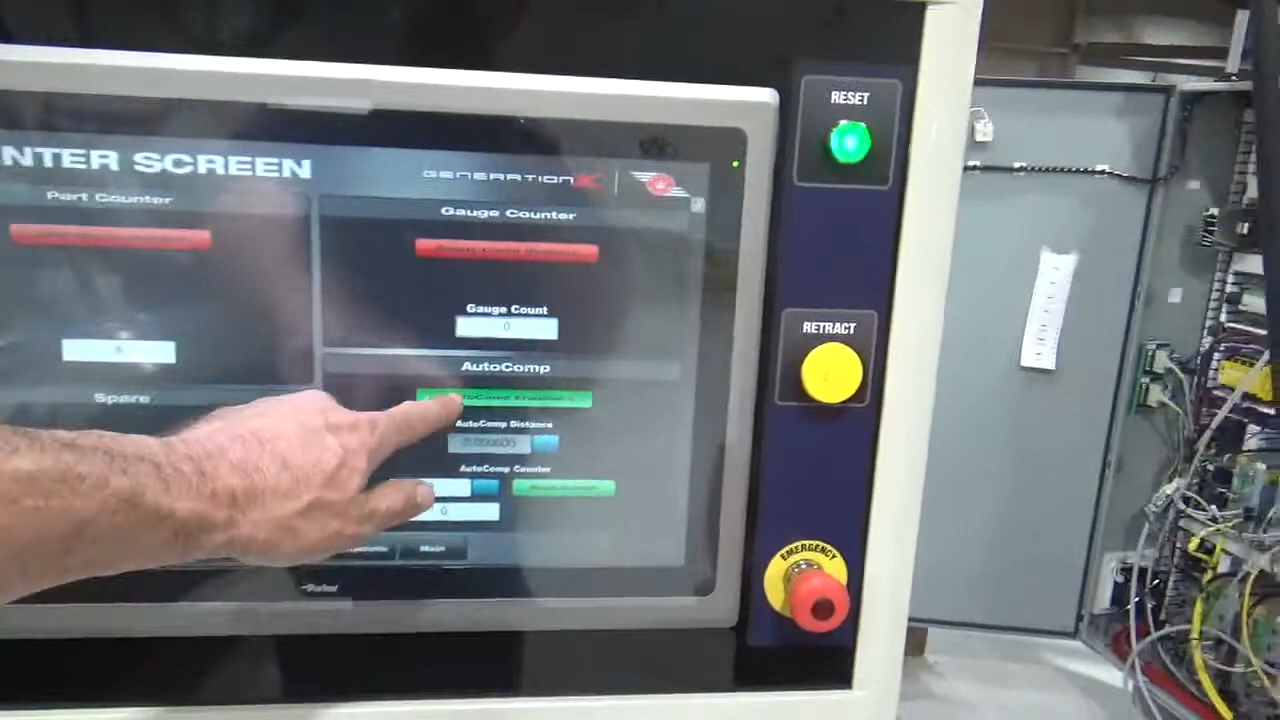 NTER SCREEN
GENERATION X
Part Counter
Gauge Counter
Gauge Count
0
AutoComp
Spare
AutoComp Distance
AutoComp Counter
0
Main
Parker
RESET
RETRACT
EMERGENCY